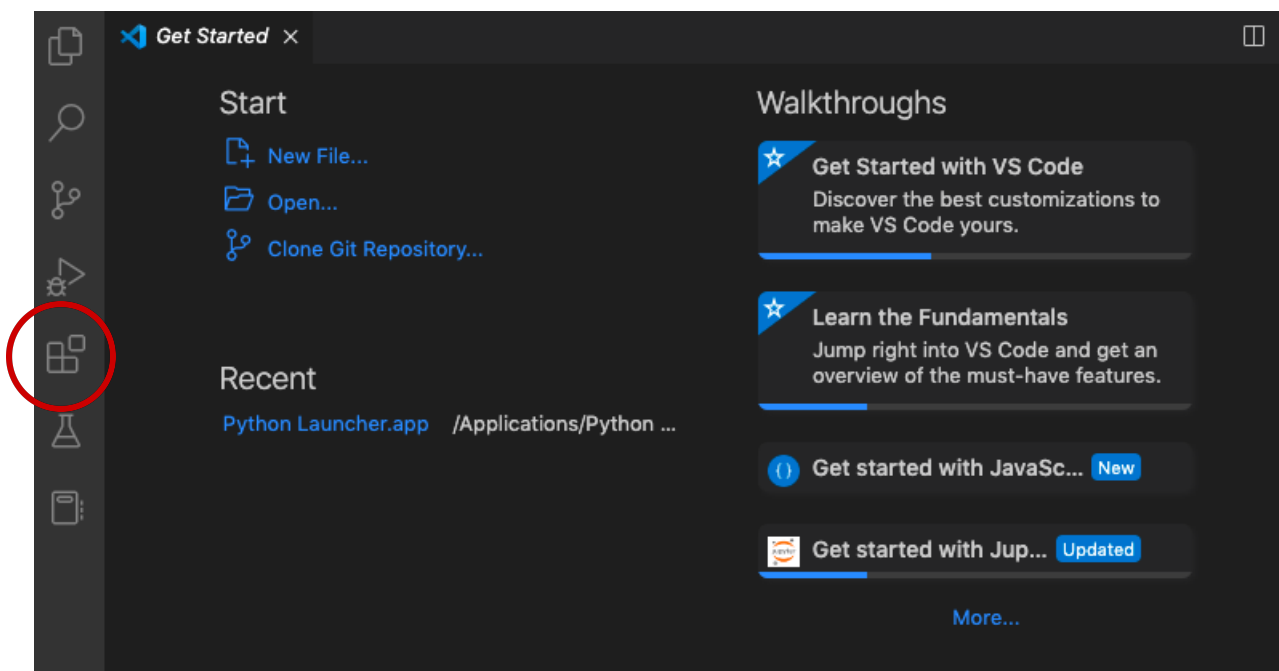 Get Started
Start
New File...
Open...
Clone Git Repository...
Recent
Python Launcher.app /Applications/Python ...
Walkthroughs
Get Started with VS Code
Discover the best customizations to
make VS Code yours.
Learn the Fundamentals
Jump right into VS Code and get an
overview of the must-have features.
Get started with JavaSc... New
Get started with Jup... Updated
More...